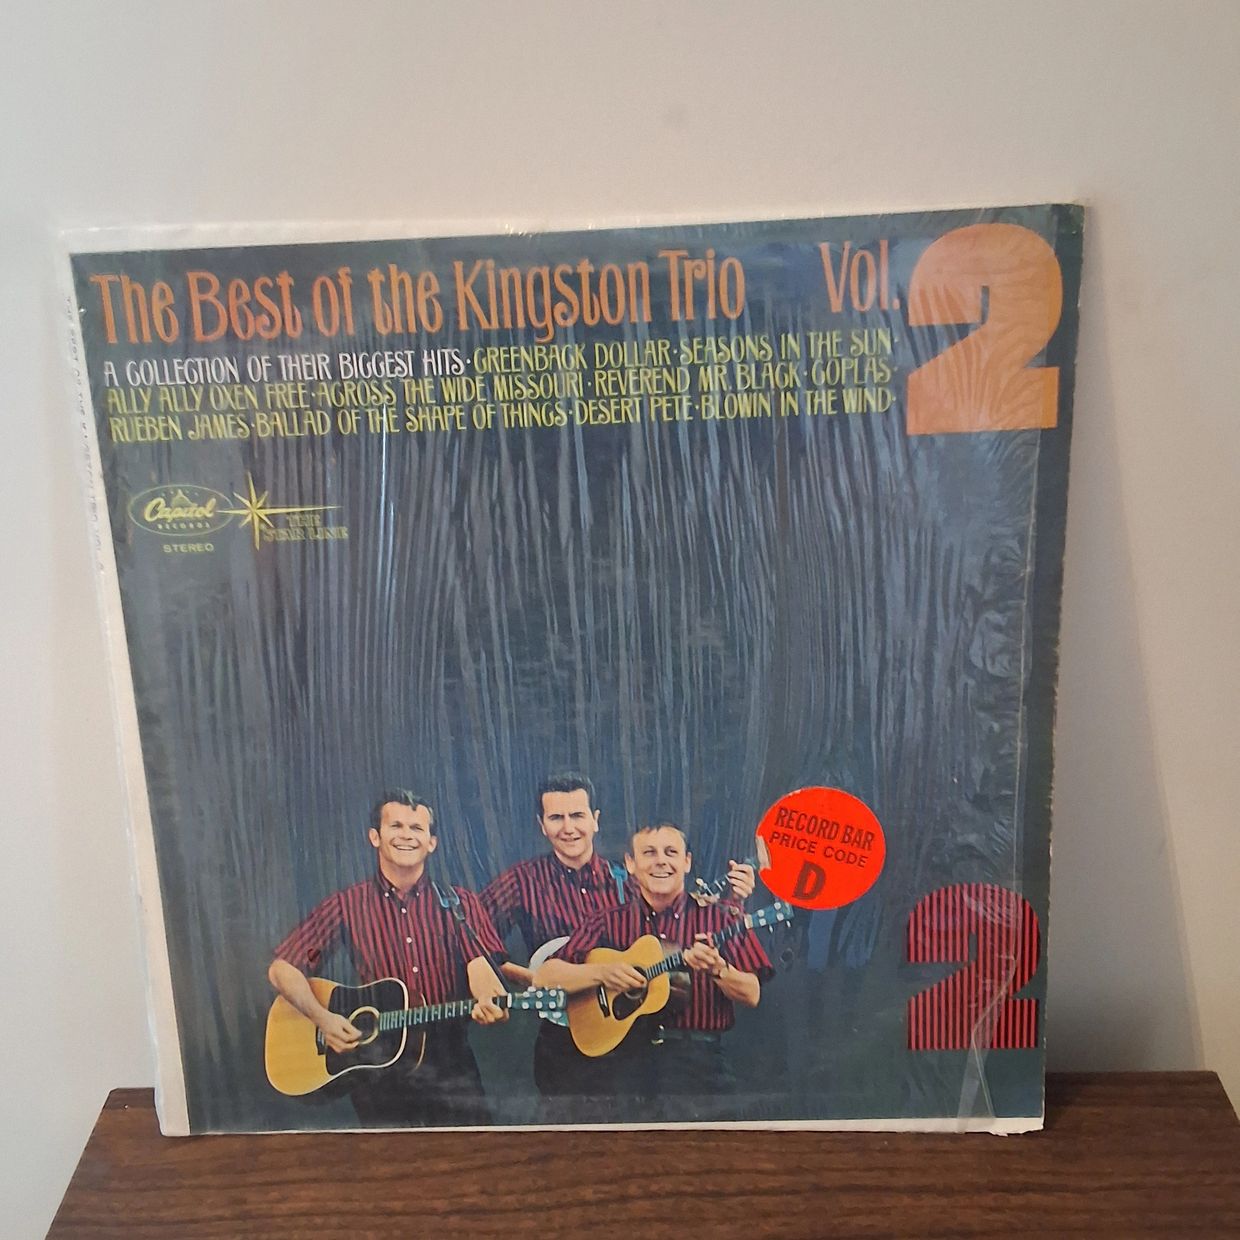 The Best of the Kingston Trio Vol. 2
A COLLECTION OF THEIR BIGGEST HITS · GREENBACK DOLLAR · SEASONS IN THE SUN ·
ALLY ALLY OXEN FREE · ACROSS THE WIDE MISSOURI · REVEREND MR. BLACK · COPLAS ·
RUEBEN JAMES · BALLAD OF THE SHAPE OF THINGS · DESERT PETE · BLOWIN IN THE WIND ·
Capitol
RECORDS
STEREO
THE
STAR LINE
RECORD BAR
PRICE CODE
D
2